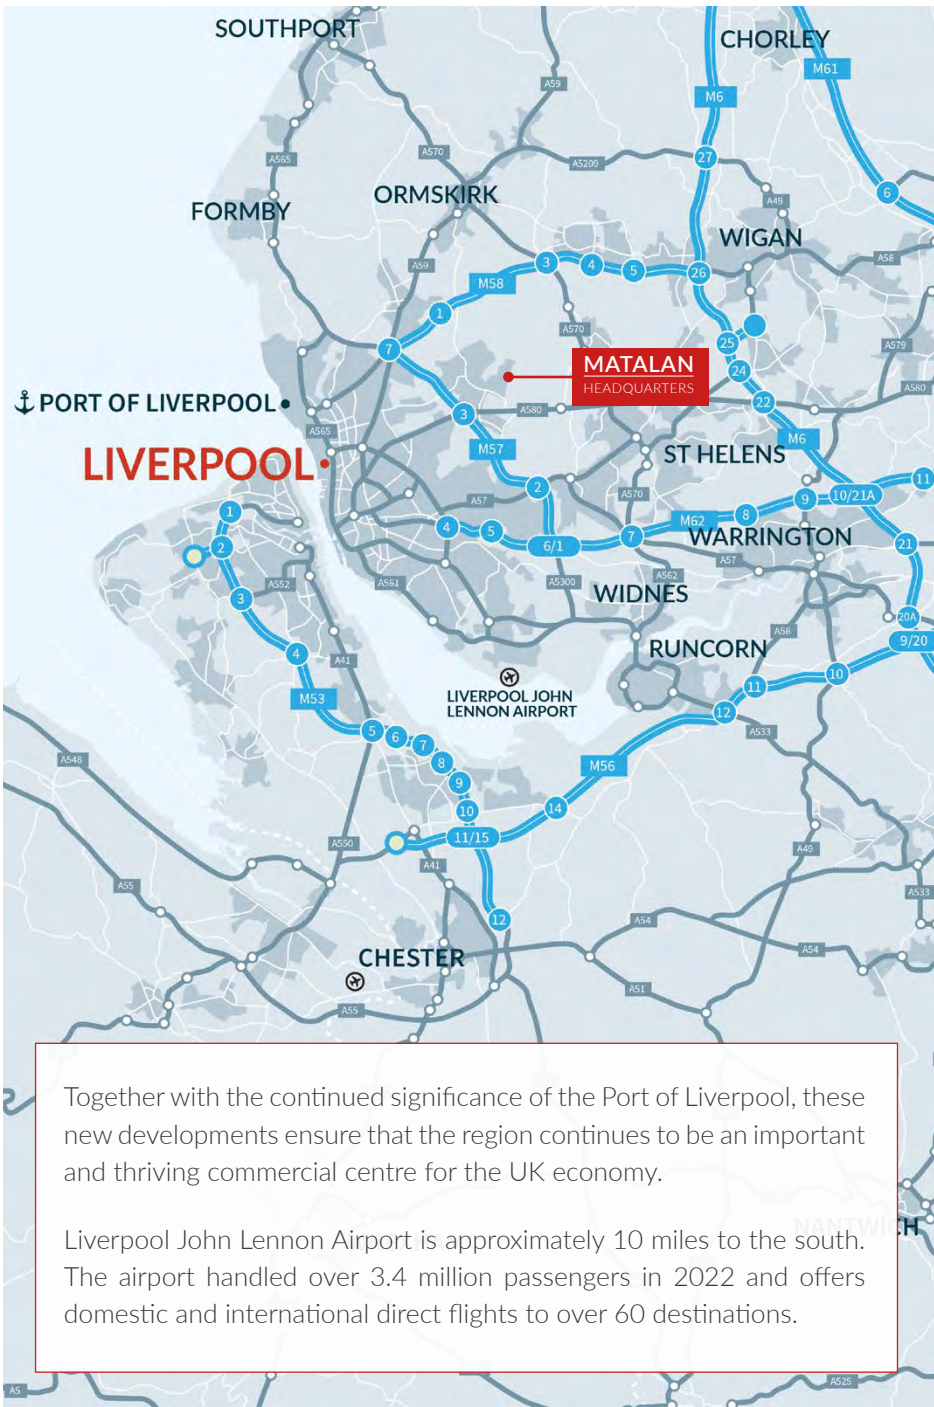 SOUTHPORT
CHORLEY
M61
A59
M6
A570
A5209
27
A565
6
A49
ORMSKIRK
FORMBY
WIGAN
A58
A59
3
4
5
26
M58
1
A570
25
A579
7
MATALAN
HEADQUARTERS
24
A580
22
PORT OF LIVERPOOL
A580
3
A565
M6
M57
ST HELENS
LIVERPOOL
11
2
A57
A570
9
10/21A
1
4
5
M62
8
7
WARRINGTON
6/1
21
2
A57
A552
A561
A5300
A562
WIDNES
3
20A
A56
9/20
RUNCORN
4
A41
10
LIVERPOOL JOHN
LENNON AIRPORT
11
M53
12
5
6
7
A533
A548
8
M56
9
10
14
11/15
A550
A49
A41
A55
A533
12
A54
CHESTER
A54
A51
A55
Together with the continued significance of the Port of Liverpool, these
new developments ensure that the region continues to be an important
and thriving commercial centre for the UK economy.
NANTWICH
Liverpool John Lennon Airport is approximately 10 miles to the south.
The airport handled over 3.4 million passengers in 2022 and offers
domestic and international direct flights to over 60 destinations.
A5
A525